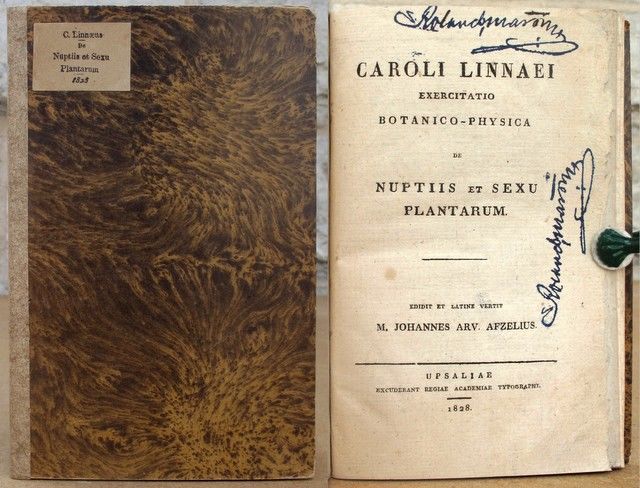 C. Linnæus
De
Nuptiis et Sexu
Plantarum
1828
CAROLI LINNAEI
EXERCITATIO
BOTANICO-PHYSICA
DE
NUPTIIS ET SEXU
PLANTARUM.
EDIDIT ET LATINE VERTIT
M. JOHANNES ARV. AFZELIUS.
UPSALIAE
EXCUDERANT REGIAE ACADEMIAE TYPOGRAPHI.
1828.